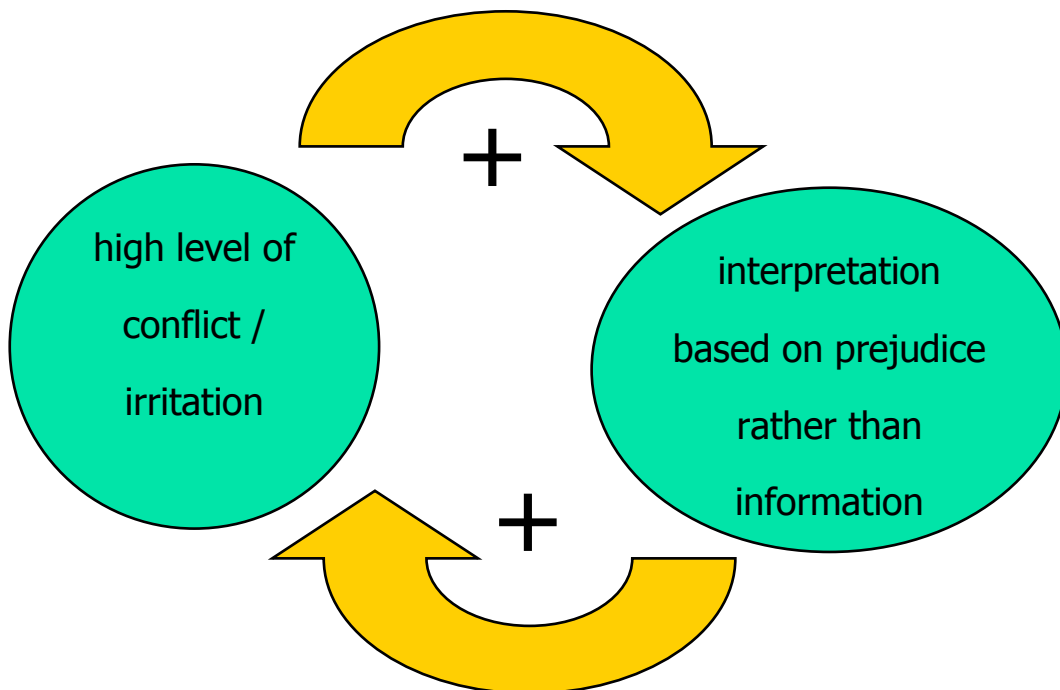 +
high level of
conflict /
irritation
interpretation
based on prejudice
rather than
information
+